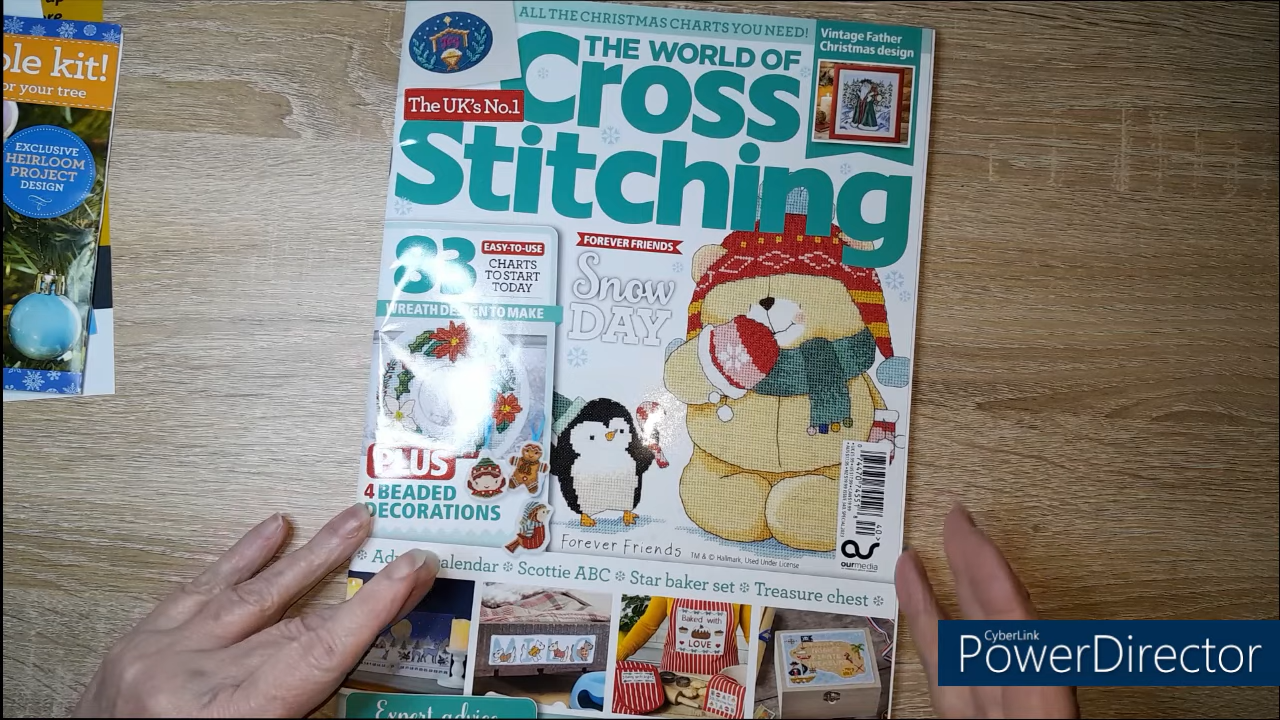 ple kit!
or your tree
EXCLUSIVE
HEIRLOOM
PROJECT
DESIGN
ALL THE CHRISTMAS CHARTS YOU NEED!
THE WORLD OF
Cross
Stitching
The UK's No.1
Vintage Father
Christmas design
83
EASY-TO-USE
CHARTS
TO START
TODAY
WREATH DESIGN TO MAKE
FOREVER FRIENDS
Snow
DAY
PLUS
4 BEADED
DECORATIONS
Forever Friends
TM & © Hallmark, Used Under License
ourmedia
calendar ❄ Scottie ABC ❄ Star baker set ❄ Treasure chest ❄
Baked with
LOVE
Expert advice
CyberLink
PowerDirector